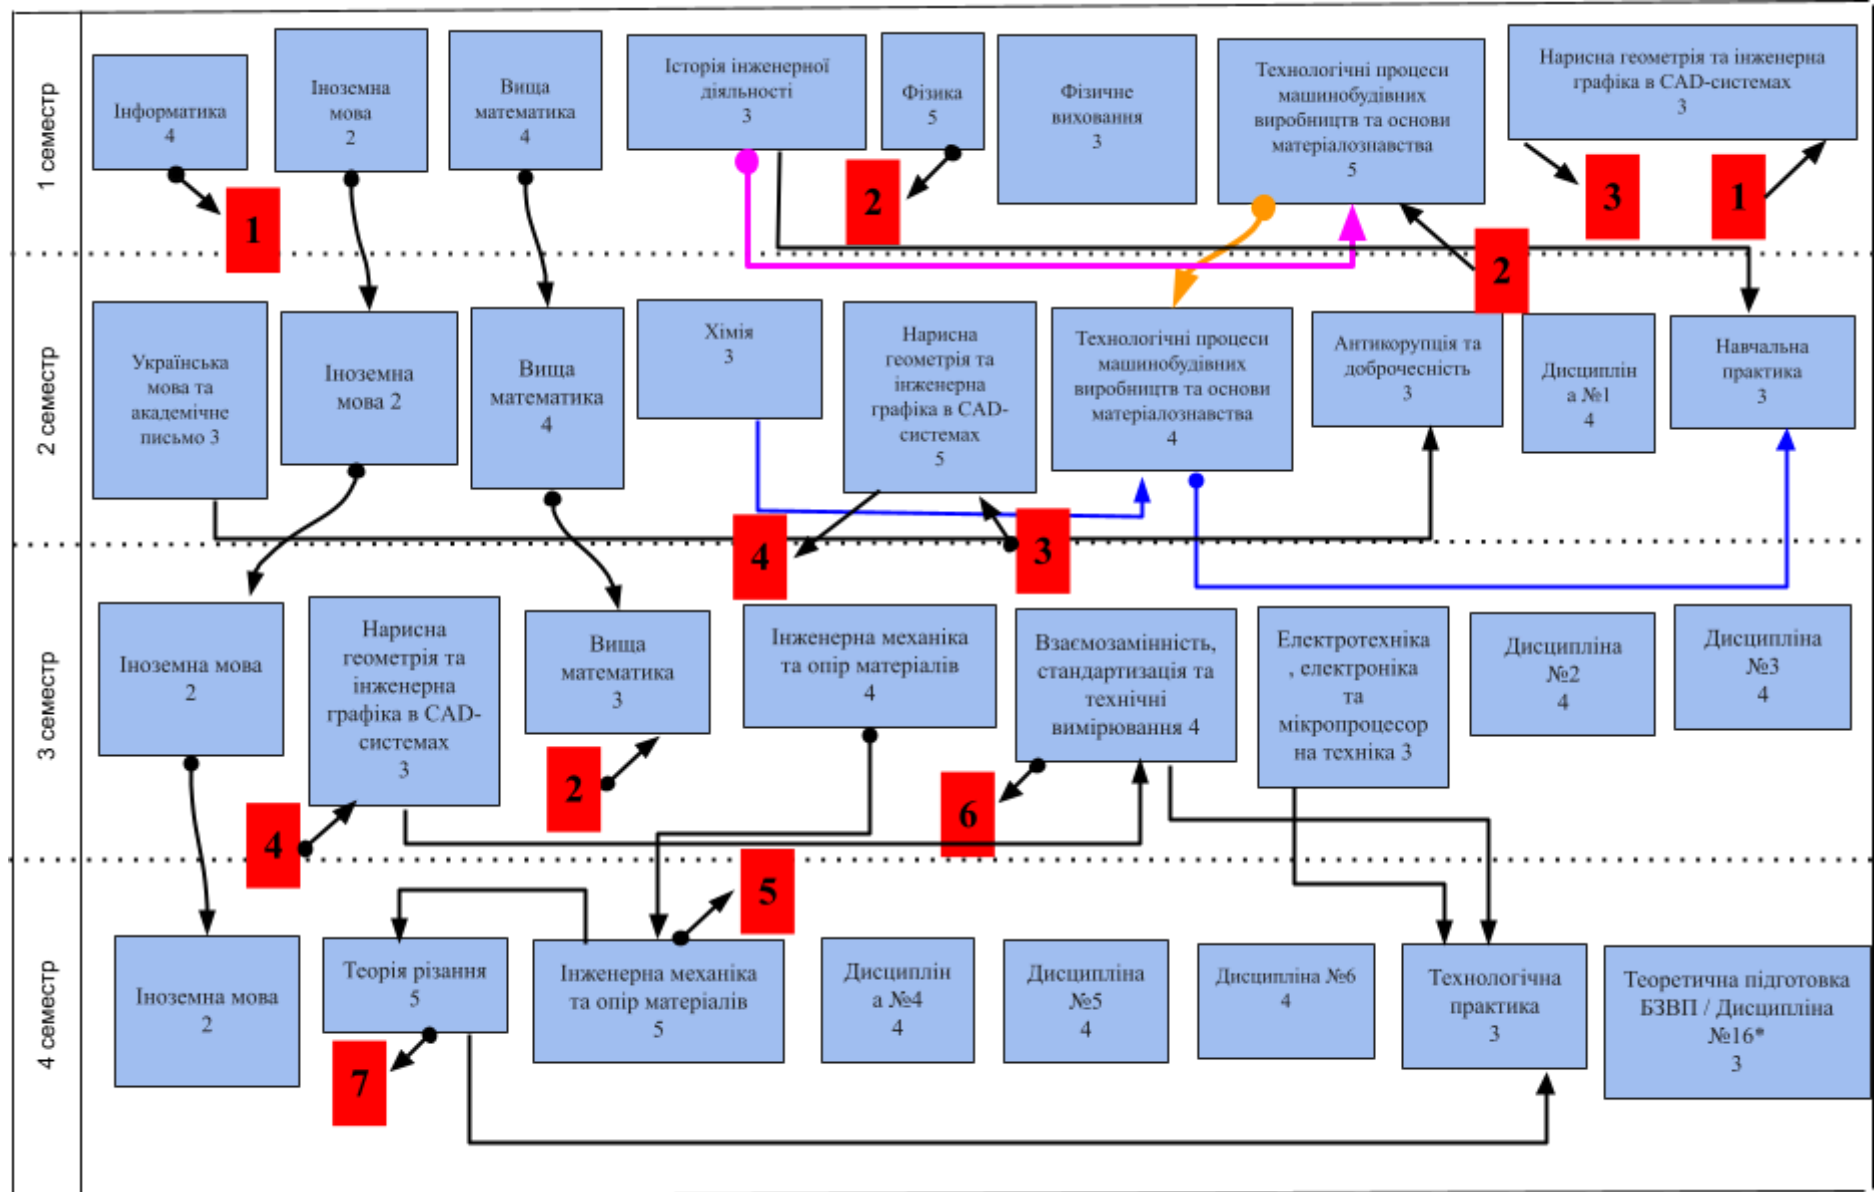 1 семестр
Інформатика
4
Іноземна
мова
2
Вища
математика
4
Історія інженерної
діяльності
3
Фізика
5
Фізичне
виховання
3
Технологічні процеси
машинобудівних
виробництв та основи
матеріалознавства
5
Нарисна геометрія та інженерна
графіка в CAD-системах
3
1
2
3
1
2
2 семестр
Українська
мова та
академічне
письмо 3
Іноземна
мова 2
Вища
математика
4
Хімія
3
Нарисна
геометрія та
інженерна
графіка в CAD-
системах
5
Технологічні процеси
машинобудівних
виробництв та основи
матеріалознавства
4
Антикорупція та
доброчесність
3
Дисциплін
а №1
4
Навчальна
практика
3
4
3
3 семестр
Іноземна мова
2
Нарисна
геометрія та
інженерна
графіка в CAD-
системах
3
Вища
математика
3
Інженерна механіка
та опір матеріалів
4
Взаємозамінність,
стандартизація та
технічні
вимірювання 4
Електротехніка
, електроніка
та
мікропроцесор
на техніка 3
Дисципліна
№2
4
Дисципліна
№3
4
4
2
6
5
4 семестр
Іноземна мова
2
Теорія різання
5
Інженерна механіка
та опір матеріалів
5
Дисциплін
а №4
4
Дисципліна
№5
4
Дисципліна №6
4
Технологічна
практика
3
Теоретична підготовка
БЗВП / Дисципліна
№16*
3
7